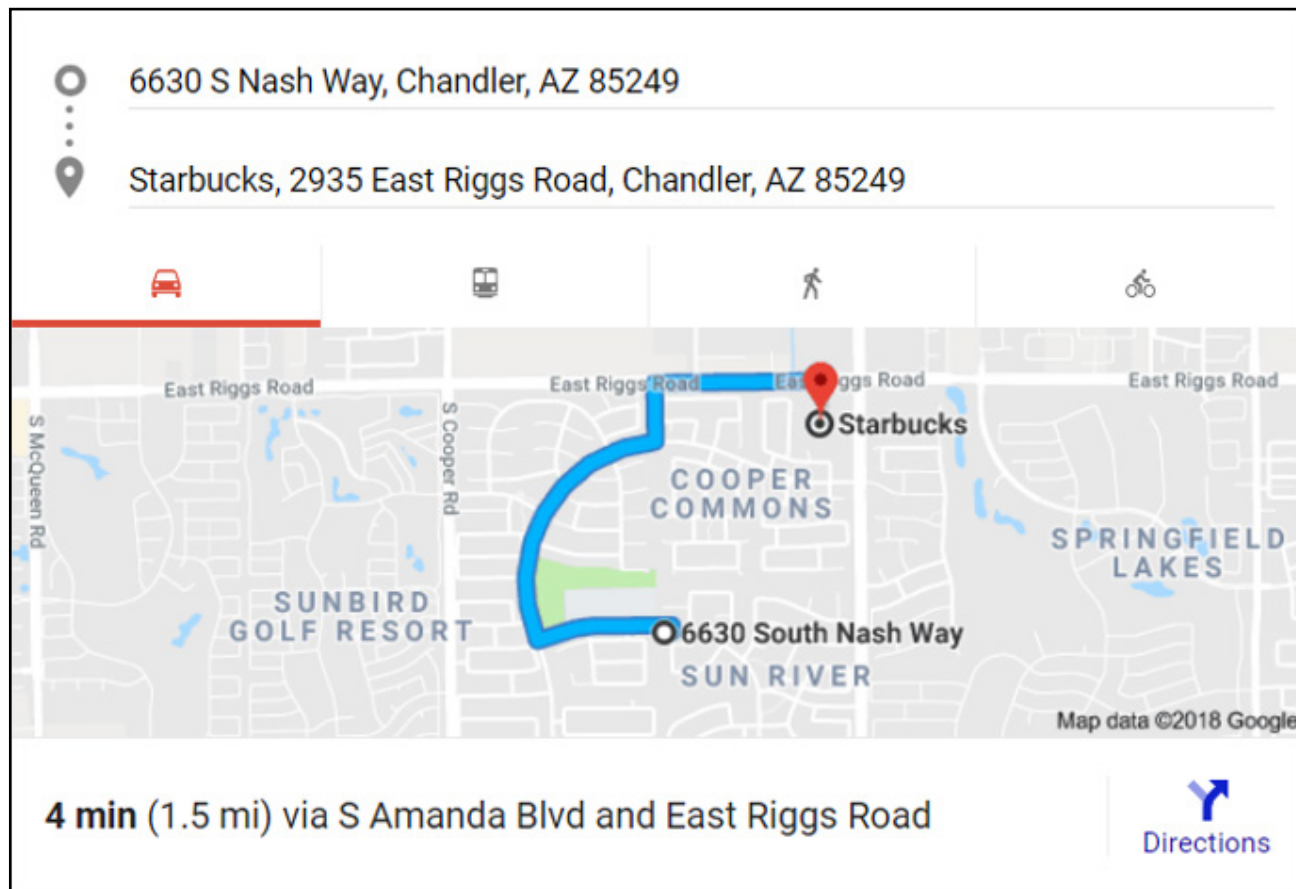 6630 S Nash Way, Chandler, AZ 85249
Starbucks, 2935 East Riggs Road, Chandler, AZ 85249
East Riggs Road
East Riggs Road
East Riggs Road
East Riggs Road
S McQueen Rd
S Cooper Rd
Starbucks
COOPER
COMMONS
SPRINGFIELD
LAKES
SUNBIRD
GOLF RESORT
6630 South Nash Way
SUN RIVER
Map data ©2018 Google
4 min (1.5 mi) via S Amanda Blvd and East Riggs Road
Directions